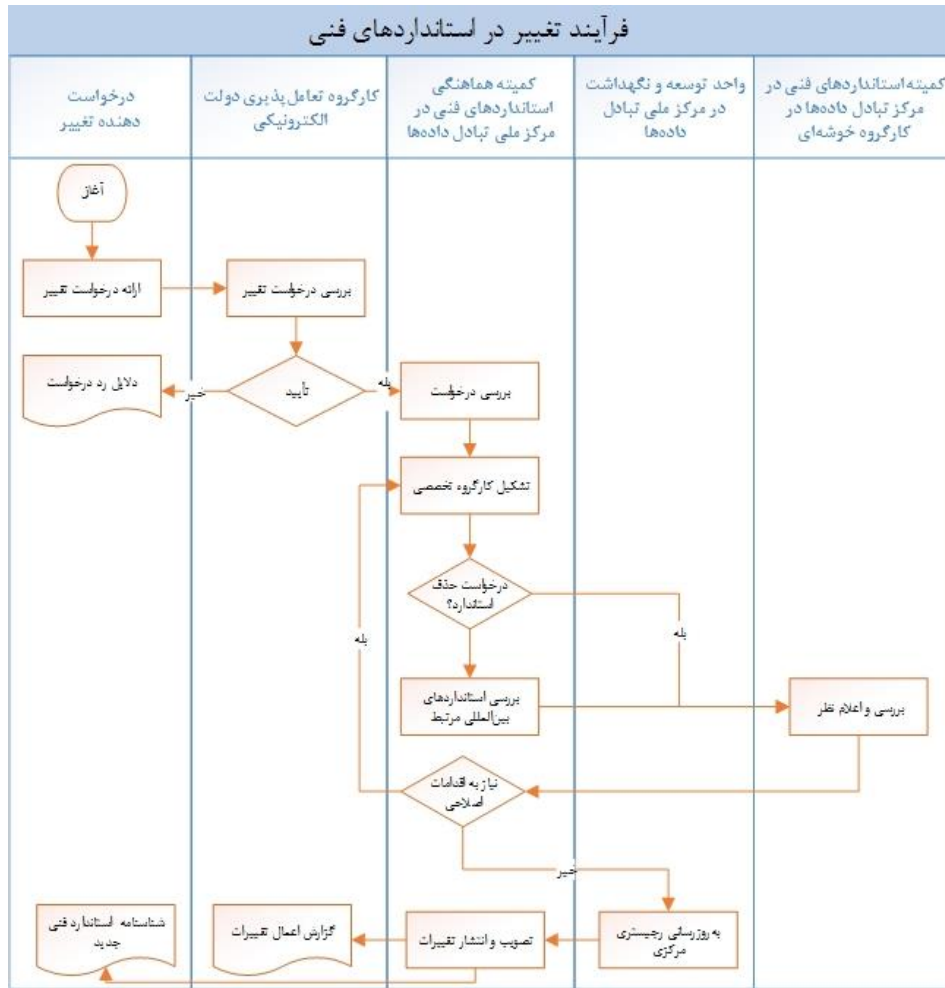 فرآیند تغییر در استانداردهای فنی
کمیته استانداردهای فنی در
مرکز تبادل داده‌ها در
کارگروه خوشه‌ای
واحد توسعه و نگهداشت
در مرکز ملی تبادل
داده‌ها
کمیته هماهنگی
استانداردهای فنی در
مرکز ملی تبادل داده‌ها
کارگروه تعامل پذیری دولت
الکترونیکی
درخواست
دهنده تغییر
آغاز
ارائه درخواست تغییر
بررسی درخواست تغییر
تأیید
خیر
دلایل رد درخواست
بله
بررسی درخواست
تشکیل کارگروه تخصصی
درخواست حذف
استاندارد؟
بله
بررسی استانداردهای
بین‌المللی مرتبط
بررسی و اعلام نظر
نیاز به اقدامات
اصلاحی
بله
خیر
به روز رسانی رجیستری
مرکزی
تصویب و انتشار تغییرات
گزارش اعمال تغییرات
شناسنامه استاندارد فنی
جدید